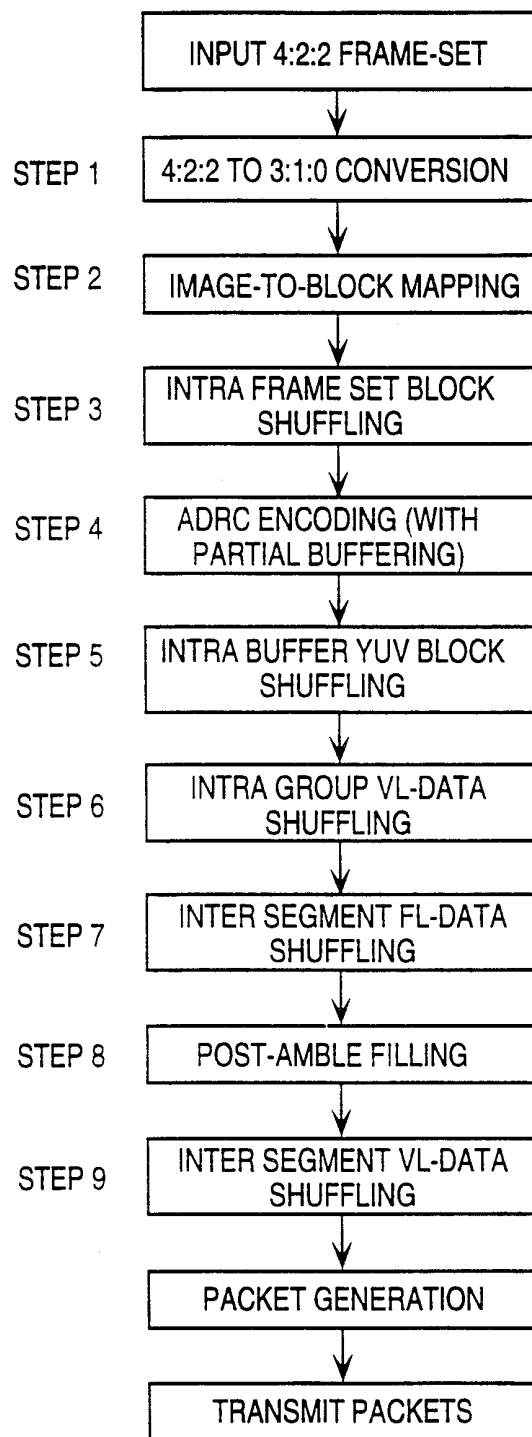 INPUT 4:2:2 FRAME-SET
STEP 1
4:2:2 TO 3:1:0 CONVERSION
STEP 2
IMAGE-TO-BLOCK MAPPING
STEP 3
INTRA FRAME SET BLOCK
SHUFFLING
STEP 4
ADRC ENCODING (WITH
PARTIAL BUFFERING)
STEP 5
INTRA BUFFER YUV BLOCK
SHUFFLING
STEP 6
INTRA GROUP VL-DATA
SHUFFLING
STEP 7
INTER SEGMENT FL-DATA
SHUFFLING
STEP 8
POST-AMBLE FILLING
STEP 9
INTER SEGMENT VL-DATA
SHUFFLING
PACKET GENERATION
TRANSMIT PACKETS